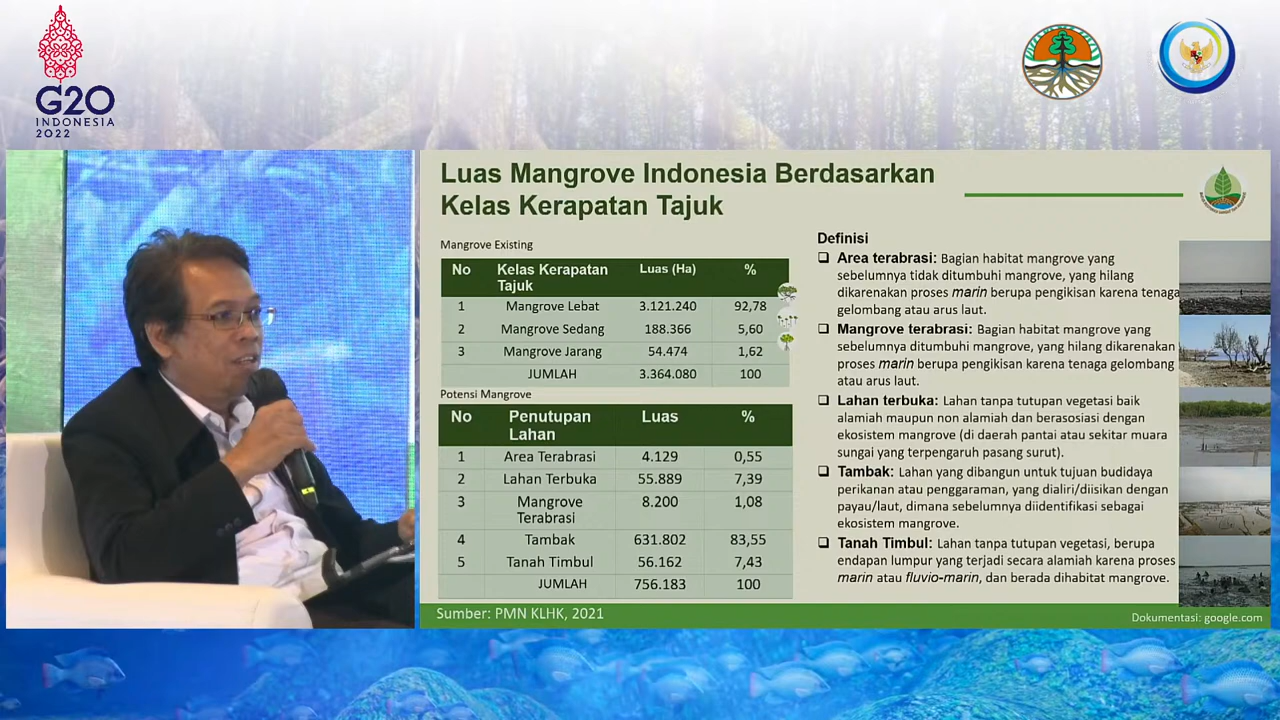 G20
INDONESIA
2022
Luas Mangrove Indonesia Berdasarkan
Kelas Kerapatan Tajuk
Mangrove Existing
No Kelas Kerapatan Tajuk Luas (Ha) %
1 Mangrove Lebat 3.121.240 92,78
2 Mangrove Sedang 188.366 5,60
3 Mangrove Jarang 54.474 1,62
JUMLAH 3.364.080 100
Potensi Mangrove
No Penutupan Lahan Luas %
1 Area Terabrasi 4.129 0,55
2 Lahan Terbuka 55.889 7,39
3 Mangrove Terabrasi 8.200 1,08
4 Tambak 631.802 83,55
5 Tanah Timbul 56.162 7,43
JUMLAH 756.183 100
Definisi
❑ Area terabrasi: Bagian habitat mangrove yang
sebelumnya tidak ditumbuhi mangrove, yang hilang
dikarenakan proses marin berupa pengikisan karena tenaga
gelombang atau arus laut.
❑ Mangrove terabrasi: Bagian habitat mangrove yang
sebelumnya ditumbuhi mangrove, yang hilang dikarenakan
proses marin berupa pengikisan karena tenaga gelombang
atau arus laut.
❑ Lahan terbuka: Lahan tanpa tutupan vegetasi baik
alamiah maupun non alamiah dan berasosiasi dengan
ekosistem mangrove (di daerah pantai atau sekitar muara
sungai yang terpengaruh pasang surut).
❑ Tambak: Lahan yang dibangun untuk tujuan budidaya
perikanan atau penggaraman, yang dialiri/diisikan dengan
payau/laut, dimana sebelumnya diidentifikasi sebagai
ekosistem mangrove.
❑ Tanah Timbul: Lahan tanpa tutupan vegetasi, berupa
endapan lumpur yang terjadi secara alamiah karena proses
marin atau fluvio-marin, dan berada dihabitat mangrove.
Sumber: PMN KLHK, 2021
Dokumentasi: google.com